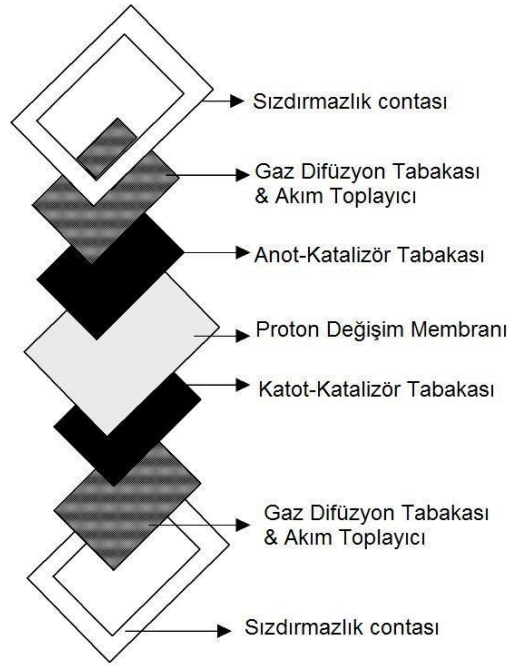 Sızdırmazlık contası
Gaz Difüzyon Tabakası
& Akım Toplayıcı
Anot-Katalizör Tabakası
Proton Değişim Membranı
Katot-Katalizör Tabakası
Gaz Difüzyon Tabakası
& Akım Toplayıcı
Sızdırmazlık contası